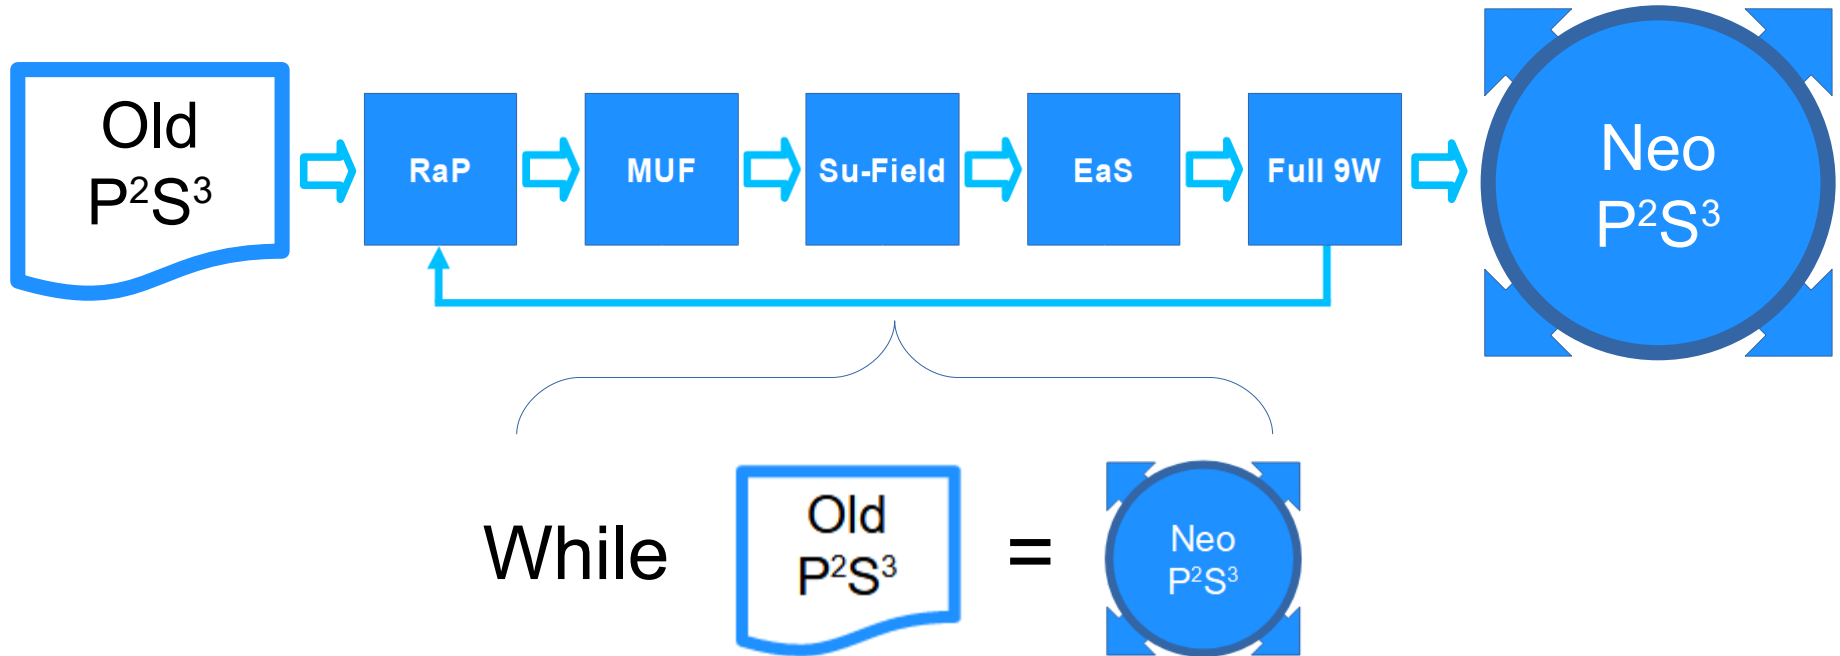 Old
P²S³
RaP
MUF
Su-Field
EaS
Full 9W
Neo
P²S³
While
Old
P²S³
=
Neo
P²S³